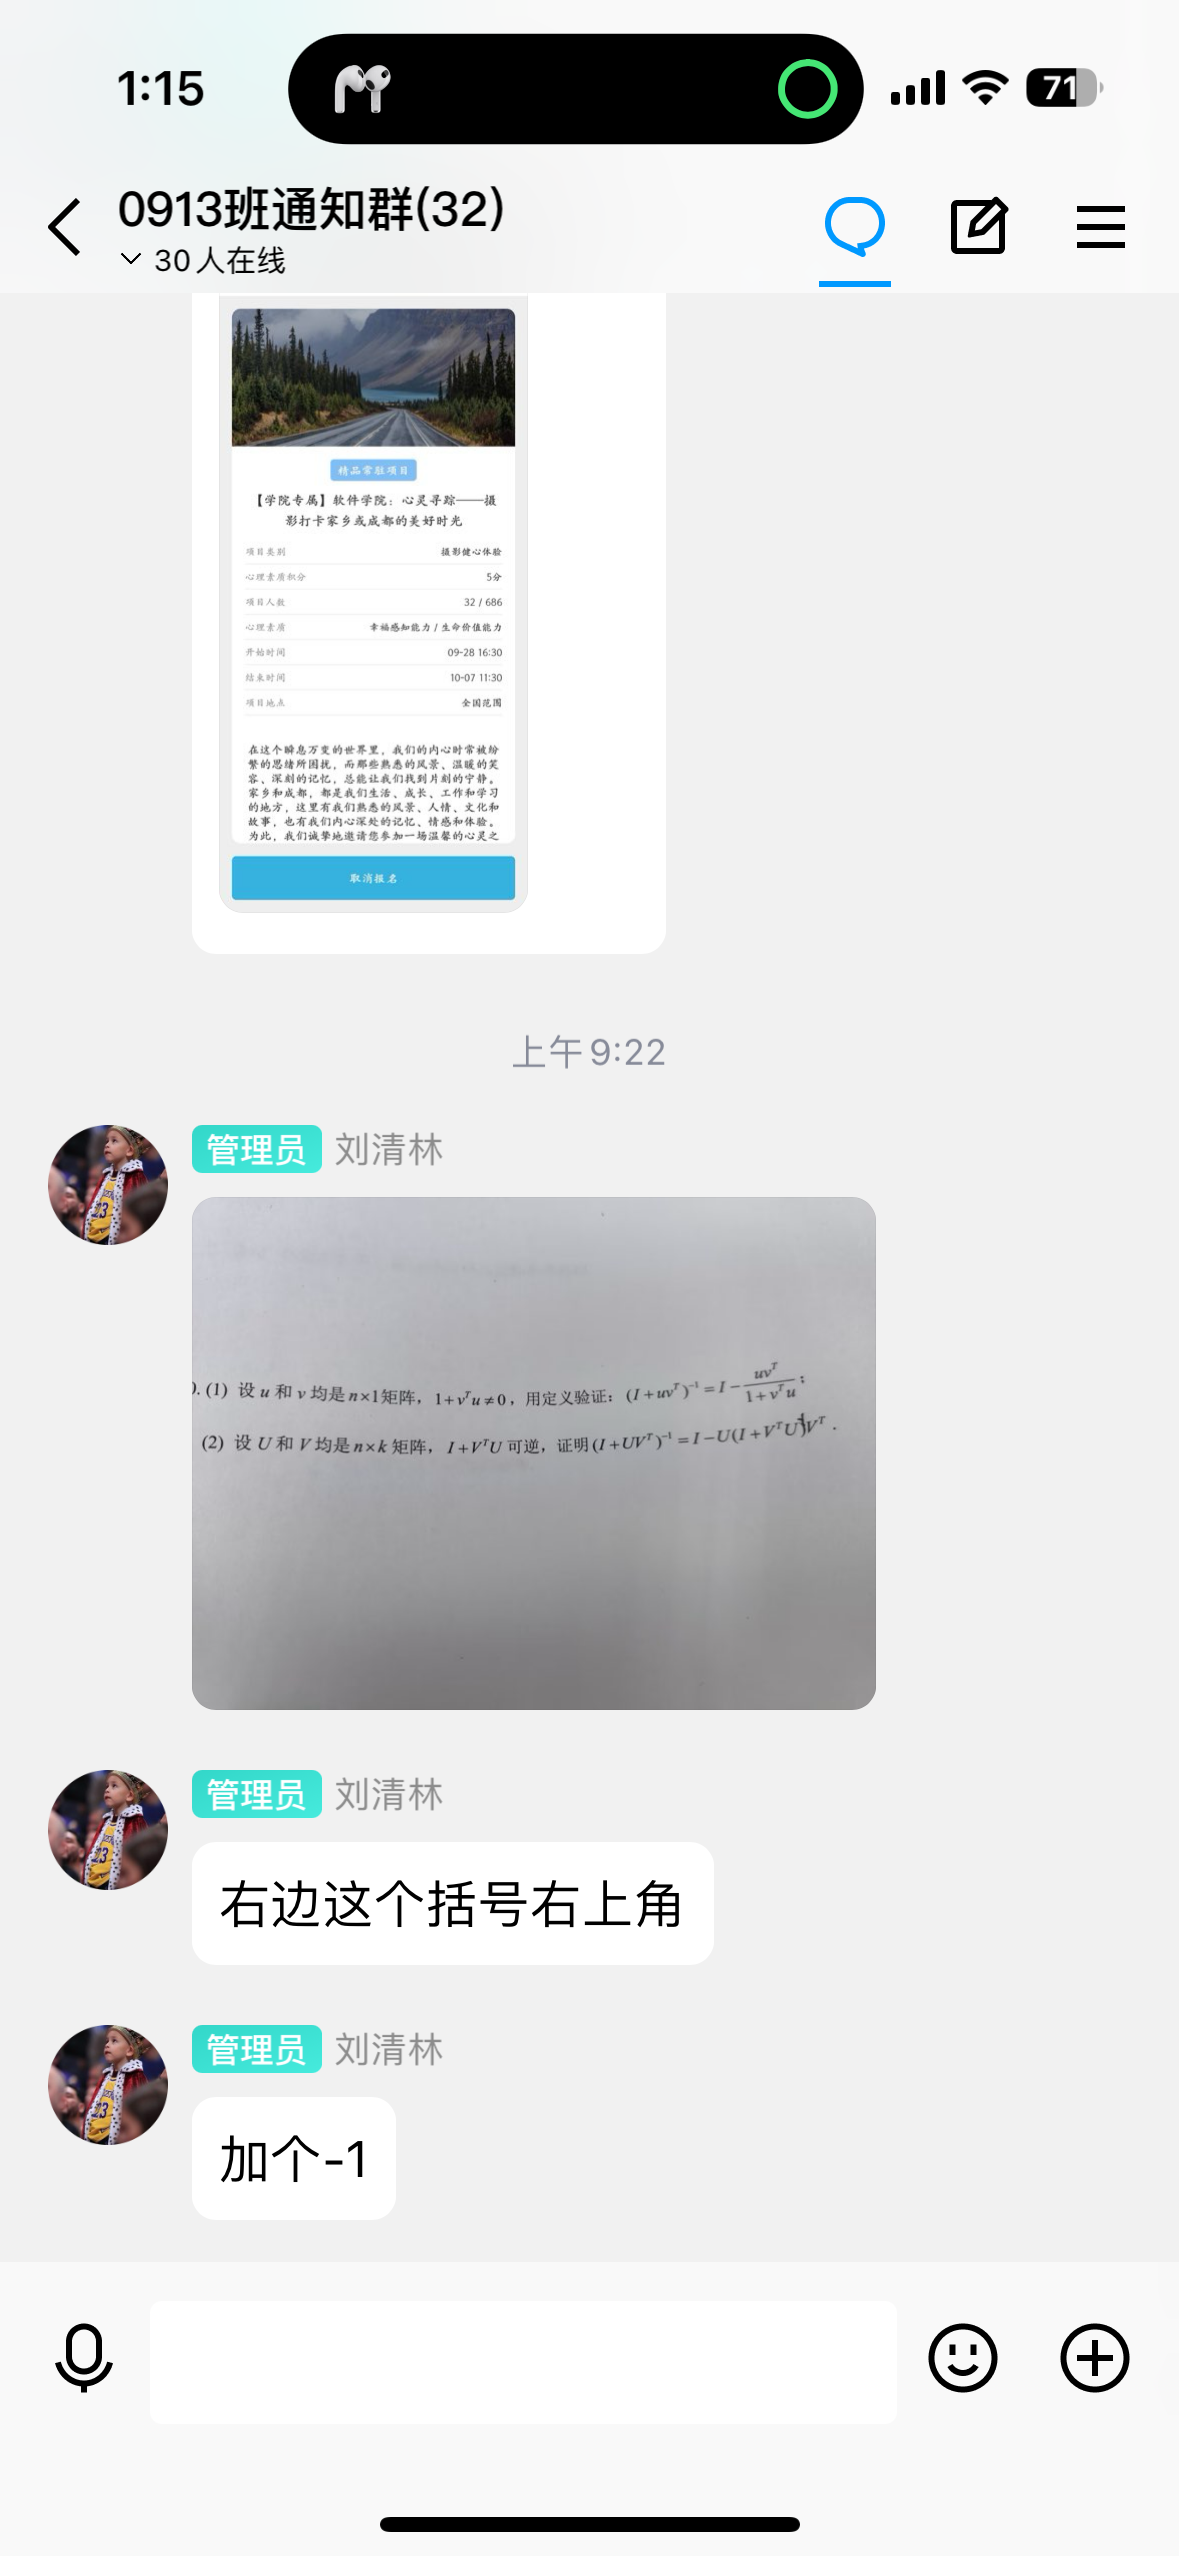 1:15
71
0913班通知群(32)
30人在线
精品常驻项目
【学院专属】软件学院：心灵寻踪——摄
影打卡家乡或成都的美好时光
项目类别 摄影健心体验
心理素质积分 5分
项目人数 32 / 686
心理素质 幸福感知能力 / 生命价值能力
开始时间 09-28 16:30
结束时间 10-07 11:30
项目地点 全国范围
在这个瞬息万变的世界里，我们的内心时常被纷
繁的思绪所困扰，而那些熟悉的风景、温暖的笑
容、深刻的记忆，总能让我们找到片刻的宁静。
家乡和成都，都是我们生活、成长、工作和学习
的地方，这里有我们熟悉的风景、人情、文化和
故事，也有我们内心深处的记忆、情感和体验。
为此，我们诚挚地邀请您参加一场温馨的心灵之
取消报名
上午9:22
管理员 刘清林
). (1) 设 u 和 v 均是 n×1矩阵，1+vᵀu≠0，用定义验证：(I+uvᵀ)⁻¹=I−uvᵀ/(1+vᵀu)；
(2) 设 U 和 V 均是 n×k 矩阵，I+VᵀU 可逆，证明(I+UVᵀ)⁻¹=I−U(I+VᵀU)⁻¹Vᵀ.
管理员 刘清林
右边这个括号右上角
管理员 刘清林
加个-1